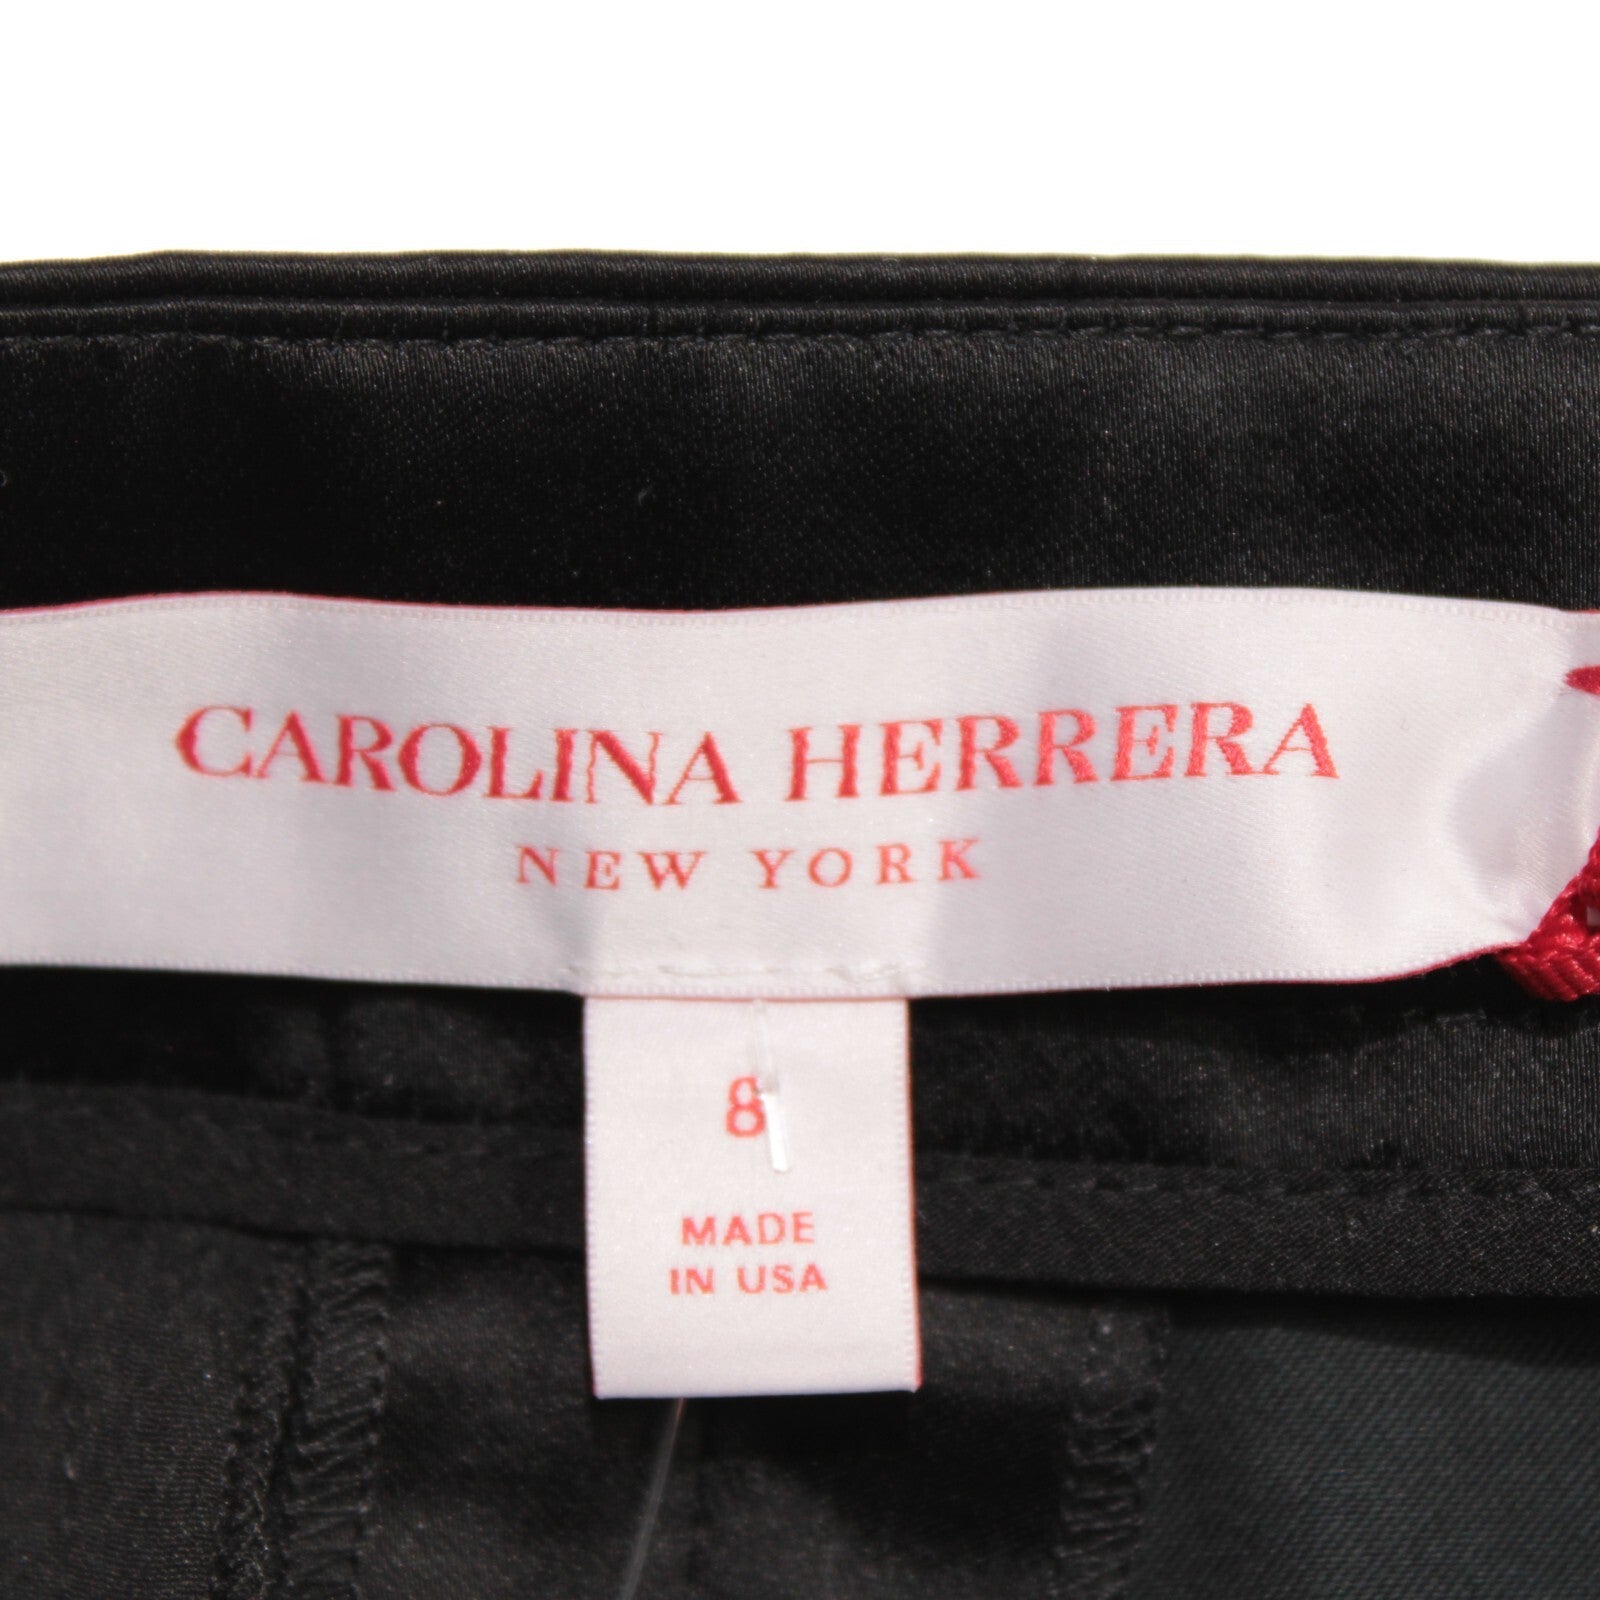 CAROLINA HERRERA
NEW YORK
8
MADE
IN USA